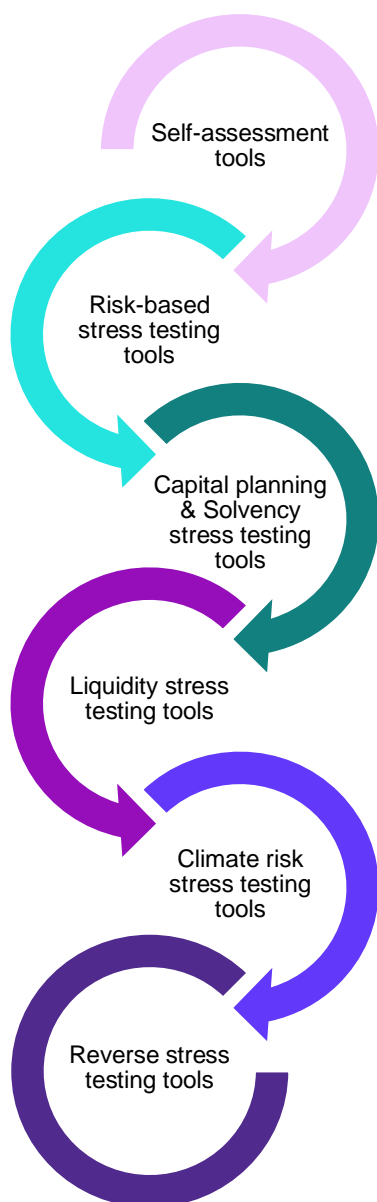 Self-assessment
tools
Risk-based
stress testing
tools
Capital planning
& Solvency
stress testing
tools
Liquidity stress
testing tools
Climate risk
stress testing
tools
Reverse stress
testing tools